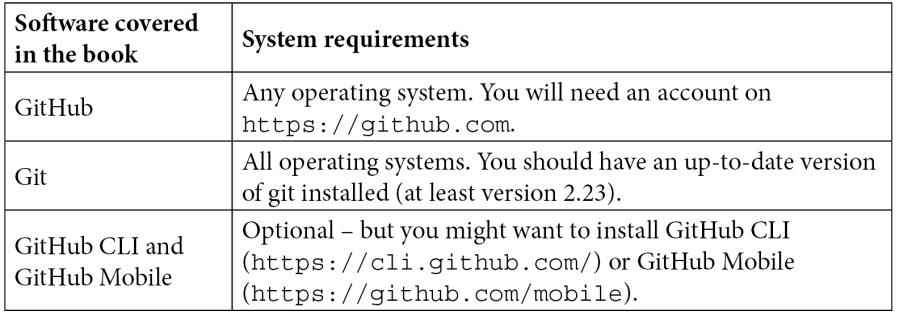 Software covered
in the book
System requirements
GitHub
Any operating system. You will need an account on
https://github.com.
Git
All operating systems. You should have an up-to-date version
of git installed (at least version 2.23).
GitHub CLI and
GitHub Mobile
Optional – but you might want to install GitHub CLI
(https://cli.github.com/) or GitHub Mobile
(https://github.com/mobile).